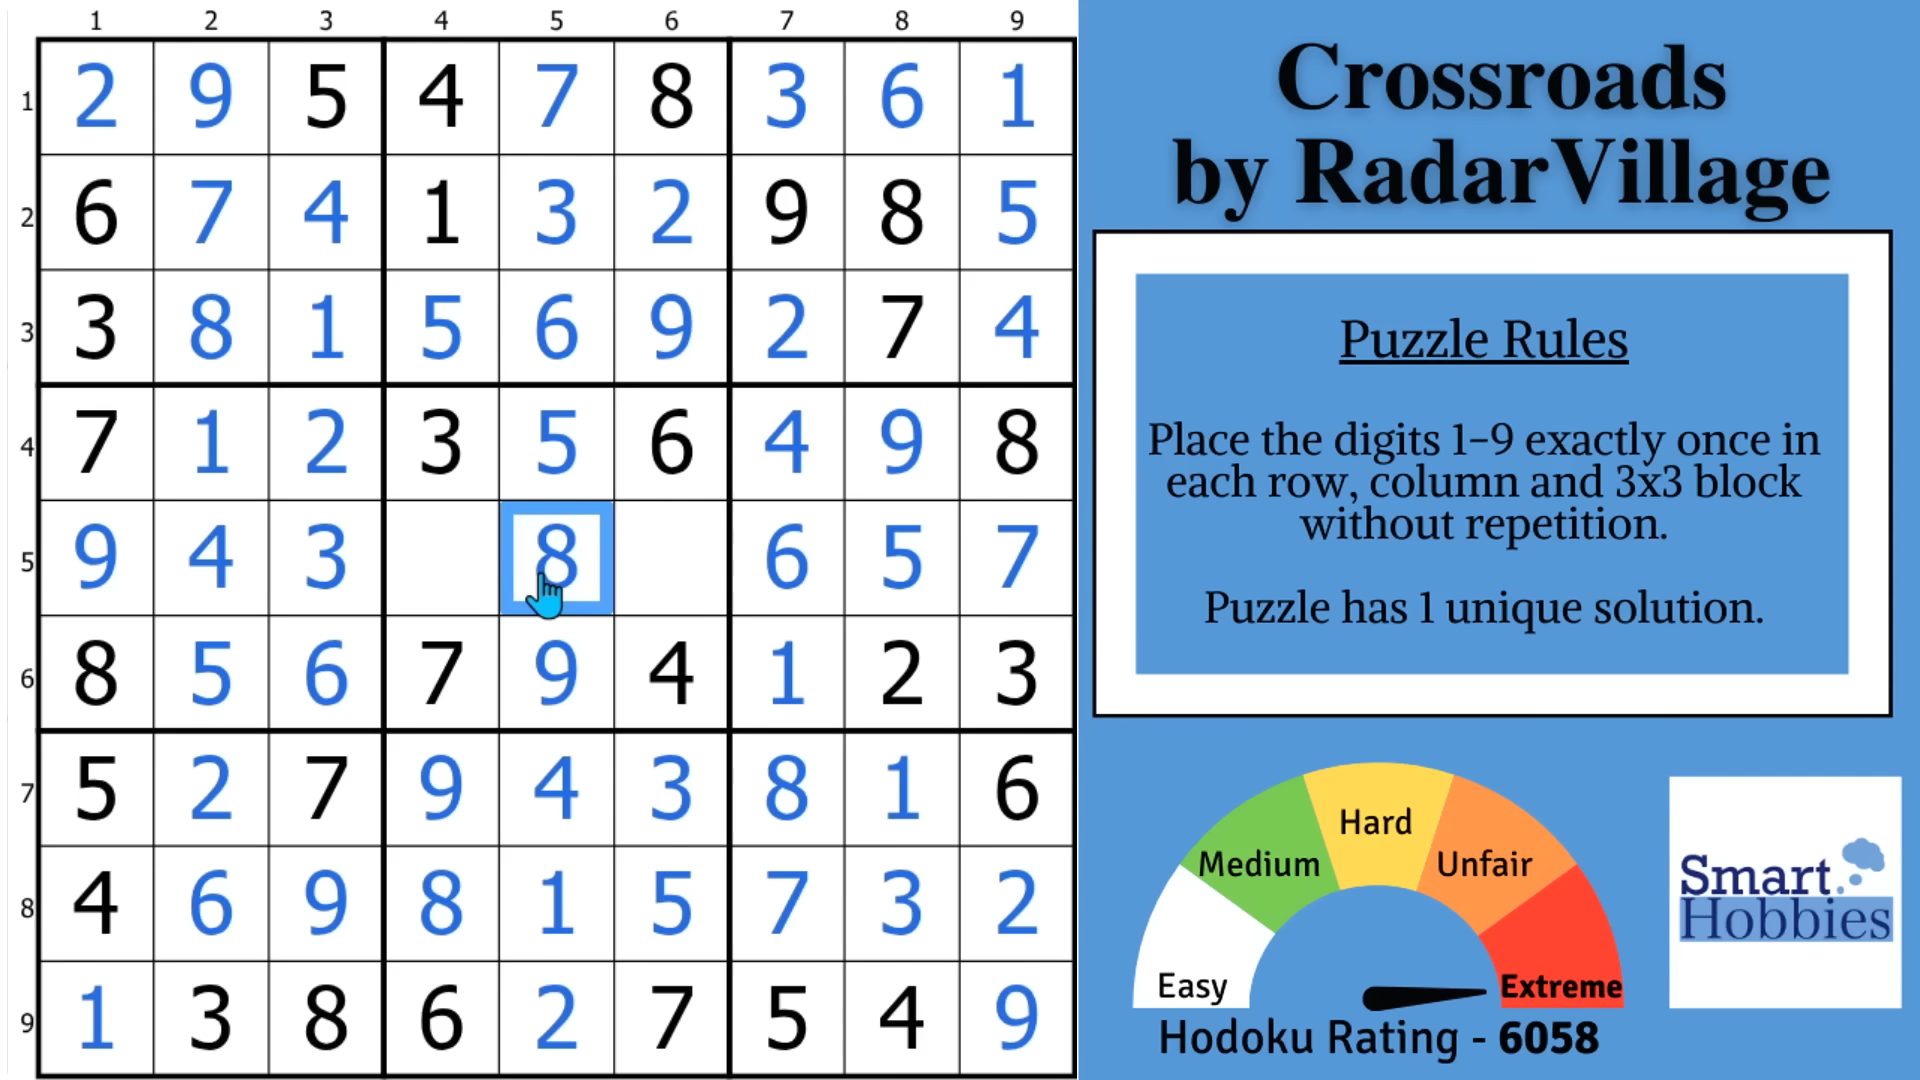 1 2 3 4 5 6 7 8 9
1 2 9 5 4 7 8 3 6 1
2 6 7 4 1 3 2 9 8 5
3 3 8 1 5 6 9 2 7 4
4 7 1 2 3 5 6 4 9 8
5 9 4 3 8 6 5 7
6 8 5 6 7 9 4 1 2 3
7 5 2 7 9 4 3 8 1 6
8 4 6 9 8 1 5 7 3 2
9 1 3 8 6 2 7 5 4 9
Crossroads
by RadarVillage
Puzzle Rules
Place the digits 1-9 exactly once in
each row, column and 3x3 block
without repetition.
Puzzle has 1 unique solution.
Easy
Medium
Hard
Unfair
Extreme
Hodoku Rating - 6058
Smart
Hobbies